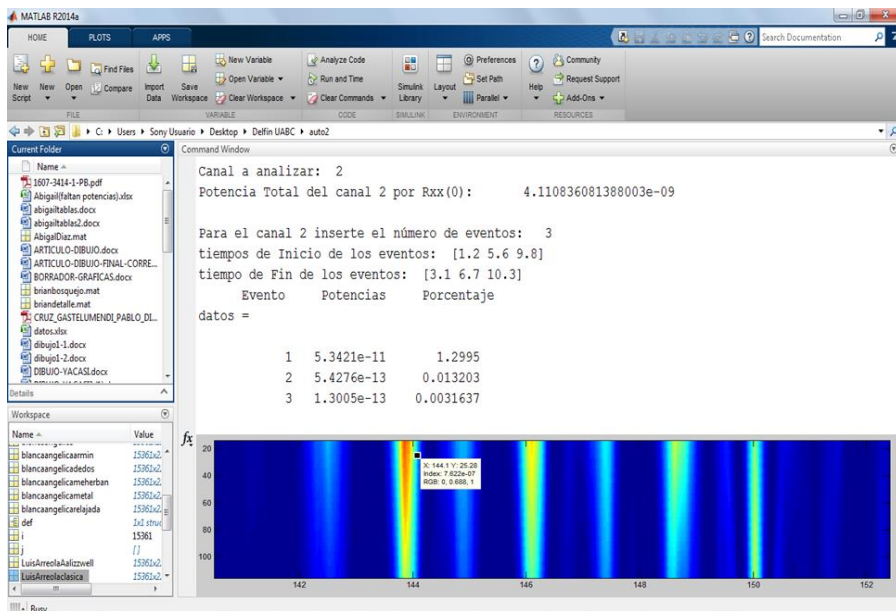 MATLAB R2014a
HOME PLOTS APPS
Search Documentation
New Script
New
Open
Find Files
Compare
Import Data
Save Workspace
New Variable
Open Variable
Clear Workspace
Analyze Code
Run and Time
Clear Commands
Simulink Library
Layout
Preferences
Set Path
Parallel
Help
Community
Request Support
Add-Ons
FILE VARIABLE CODE SIMULINK ENVIRONMENT RESOURCES
C: Users Sony Usuario Desktop Delfin UABC auto2
Current Folder
Name
1607-3414-1-PB.pdf
Abigail(faltan potencias).xlsx
abigailtablas.docx
abigailtablas2.docx
AbigalDiaz.mat
ARTICULO-DIBUJO.docx
ARTICULO-DIBUJO-FINAL-CORRE...
BORRADOR-GRAFICAS.docx
brianbosquejo.mat
briandetalle.mat
CRUZ_GASTELUMENDI_PABLO_DI...
datos.xlsx
dibujo1-1.docx
dibujo1-2.docx
DIBUJO-YACASI.docx
Details
Workspace
Name Value
blancaangelicaarmin 15361x2...
blancaangelicadedos 15361x2...
blancaangelicameherban 15361x2...
blancaangelicametal 15361x2...
blancaangelicarelajada 15361x2...
def 1x1 struc
i 15361
j []
LuisArreolaAalizzwell 15361x2...
LuisArreolaclasica 15361x2...
Busy
Command Window
Canal a analizar: 2
Potencia Total del canal 2 por Rxx(0): 4.110836081388003e-09
Para el canal 2 inserte el número de eventos: 3
tiempos de Inicio de los eventos: [1.2 5.6 9.8]
tiempo de Fin de los eventos: [3.1 6.7 10.3]
Evento Potencias Porcentaje
datos =
1 5.3421e-11 1.2995
2 5.4276e-13 0.013203
3 1.3005e-13 0.0031637
fx
20
40
60
80
100
X: 144.1 Y: 25.28
Index: 7.622e-07
RGB: 0, 0.688, 1
142 144 146 148 150 152